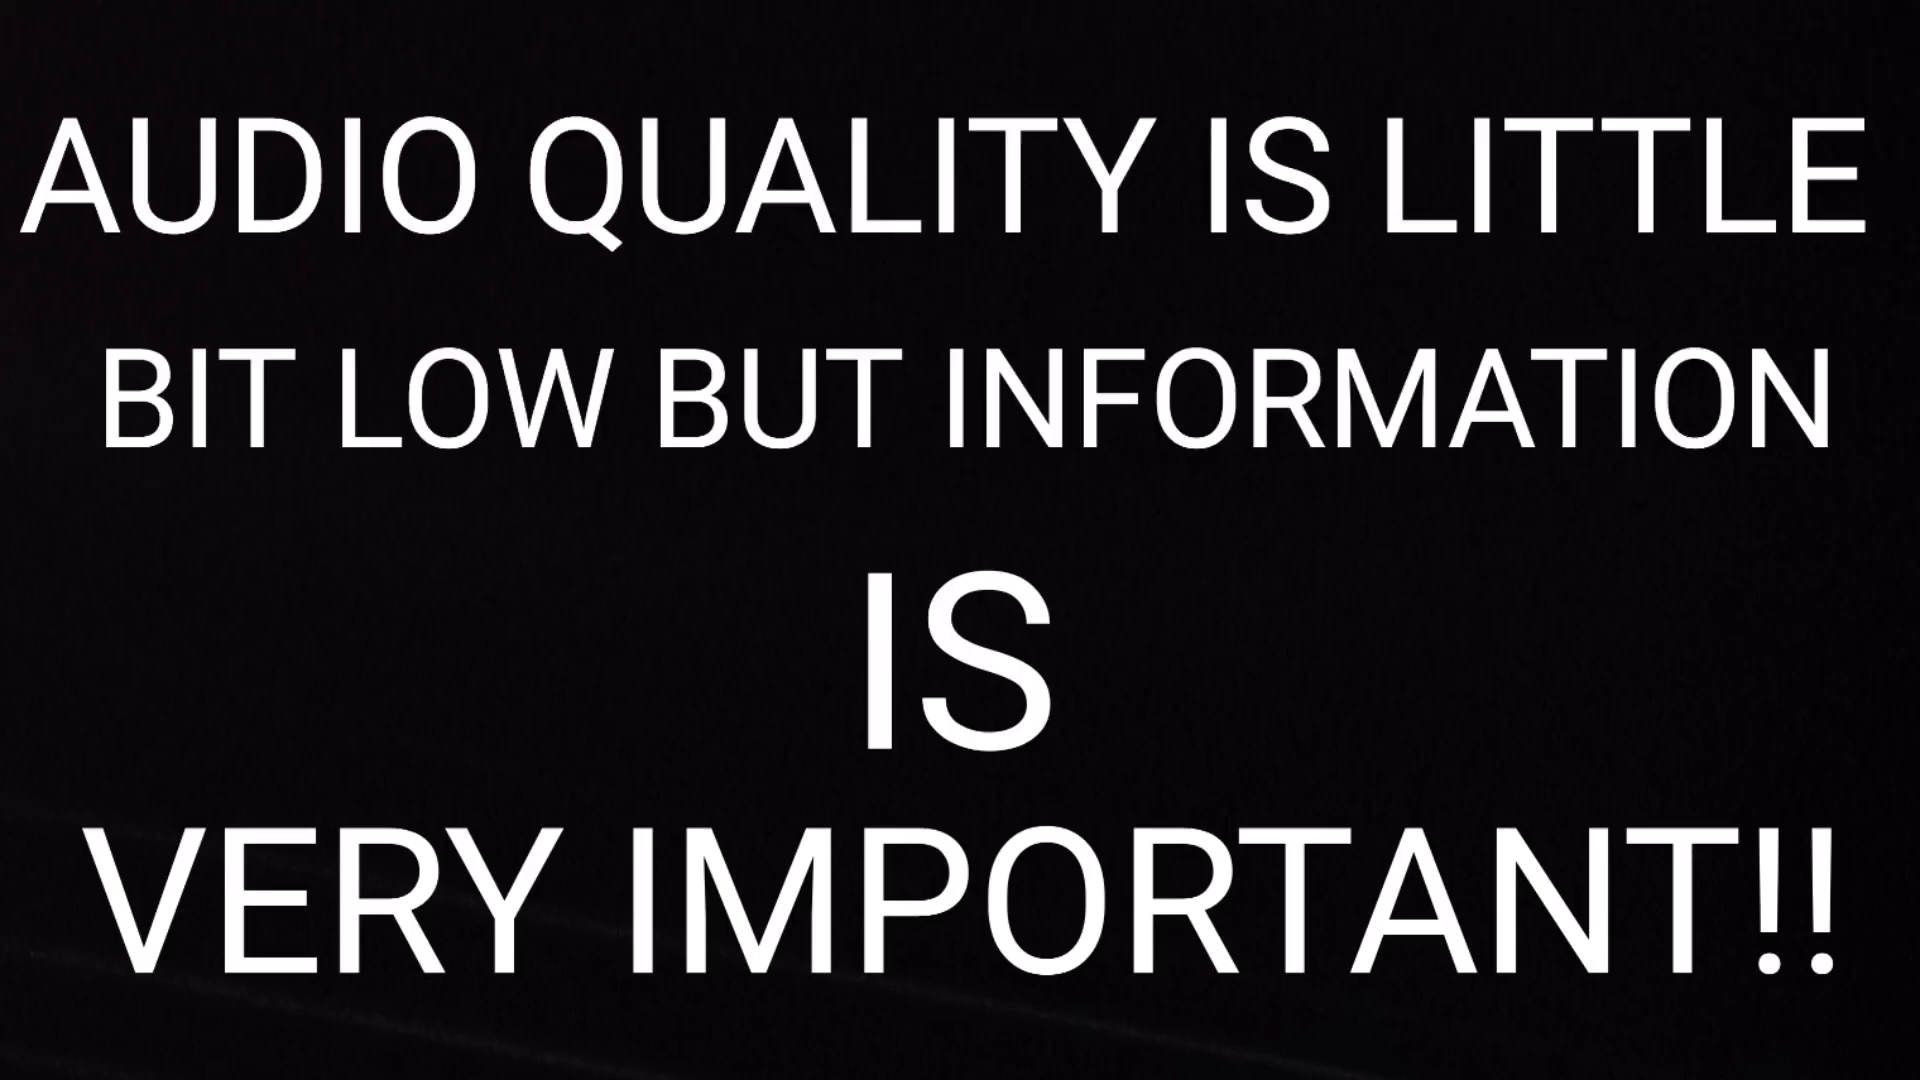 AUDIO QUALITY IS LITTLE
BIT LOW BUT INFORMATION
IS
VERY IMPORTANT!!